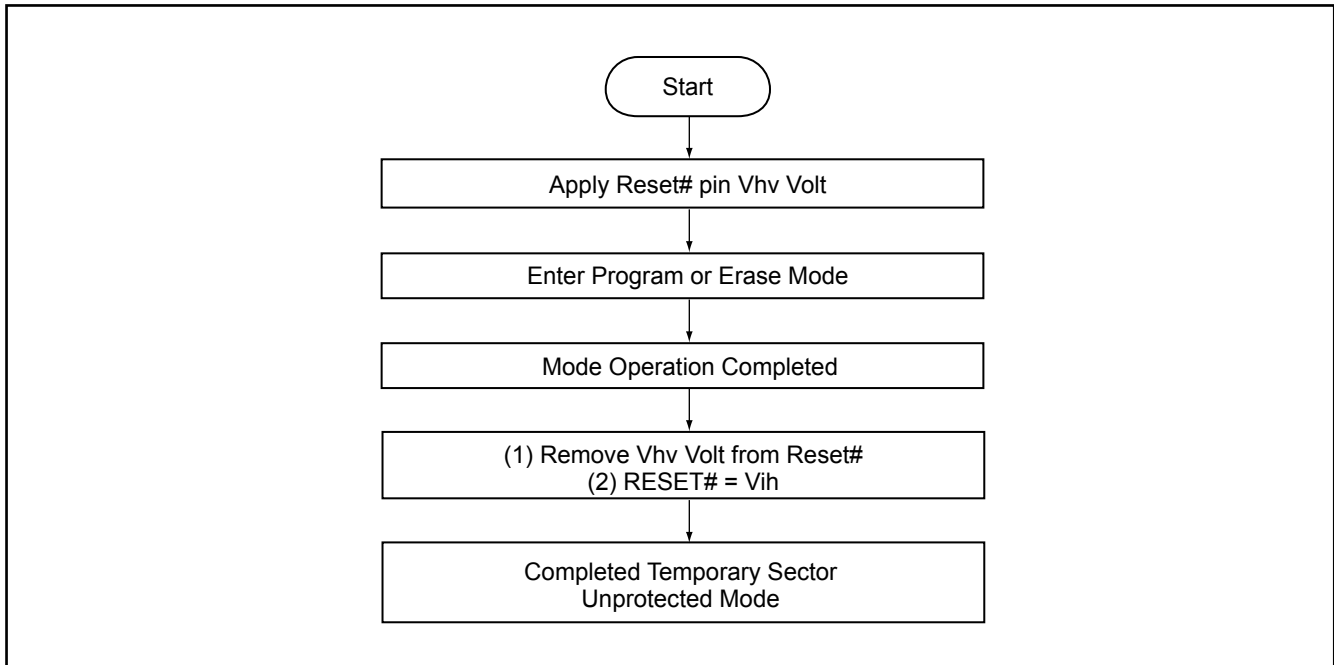 Start
Apply Reset# pin Vhv Volt
Enter Program or Erase Mode
Mode Operation Completed
(1) Remove Vhv Volt from Reset#
(2) RESET# = Vih
Completed Temporary Sector
Unprotected Mode